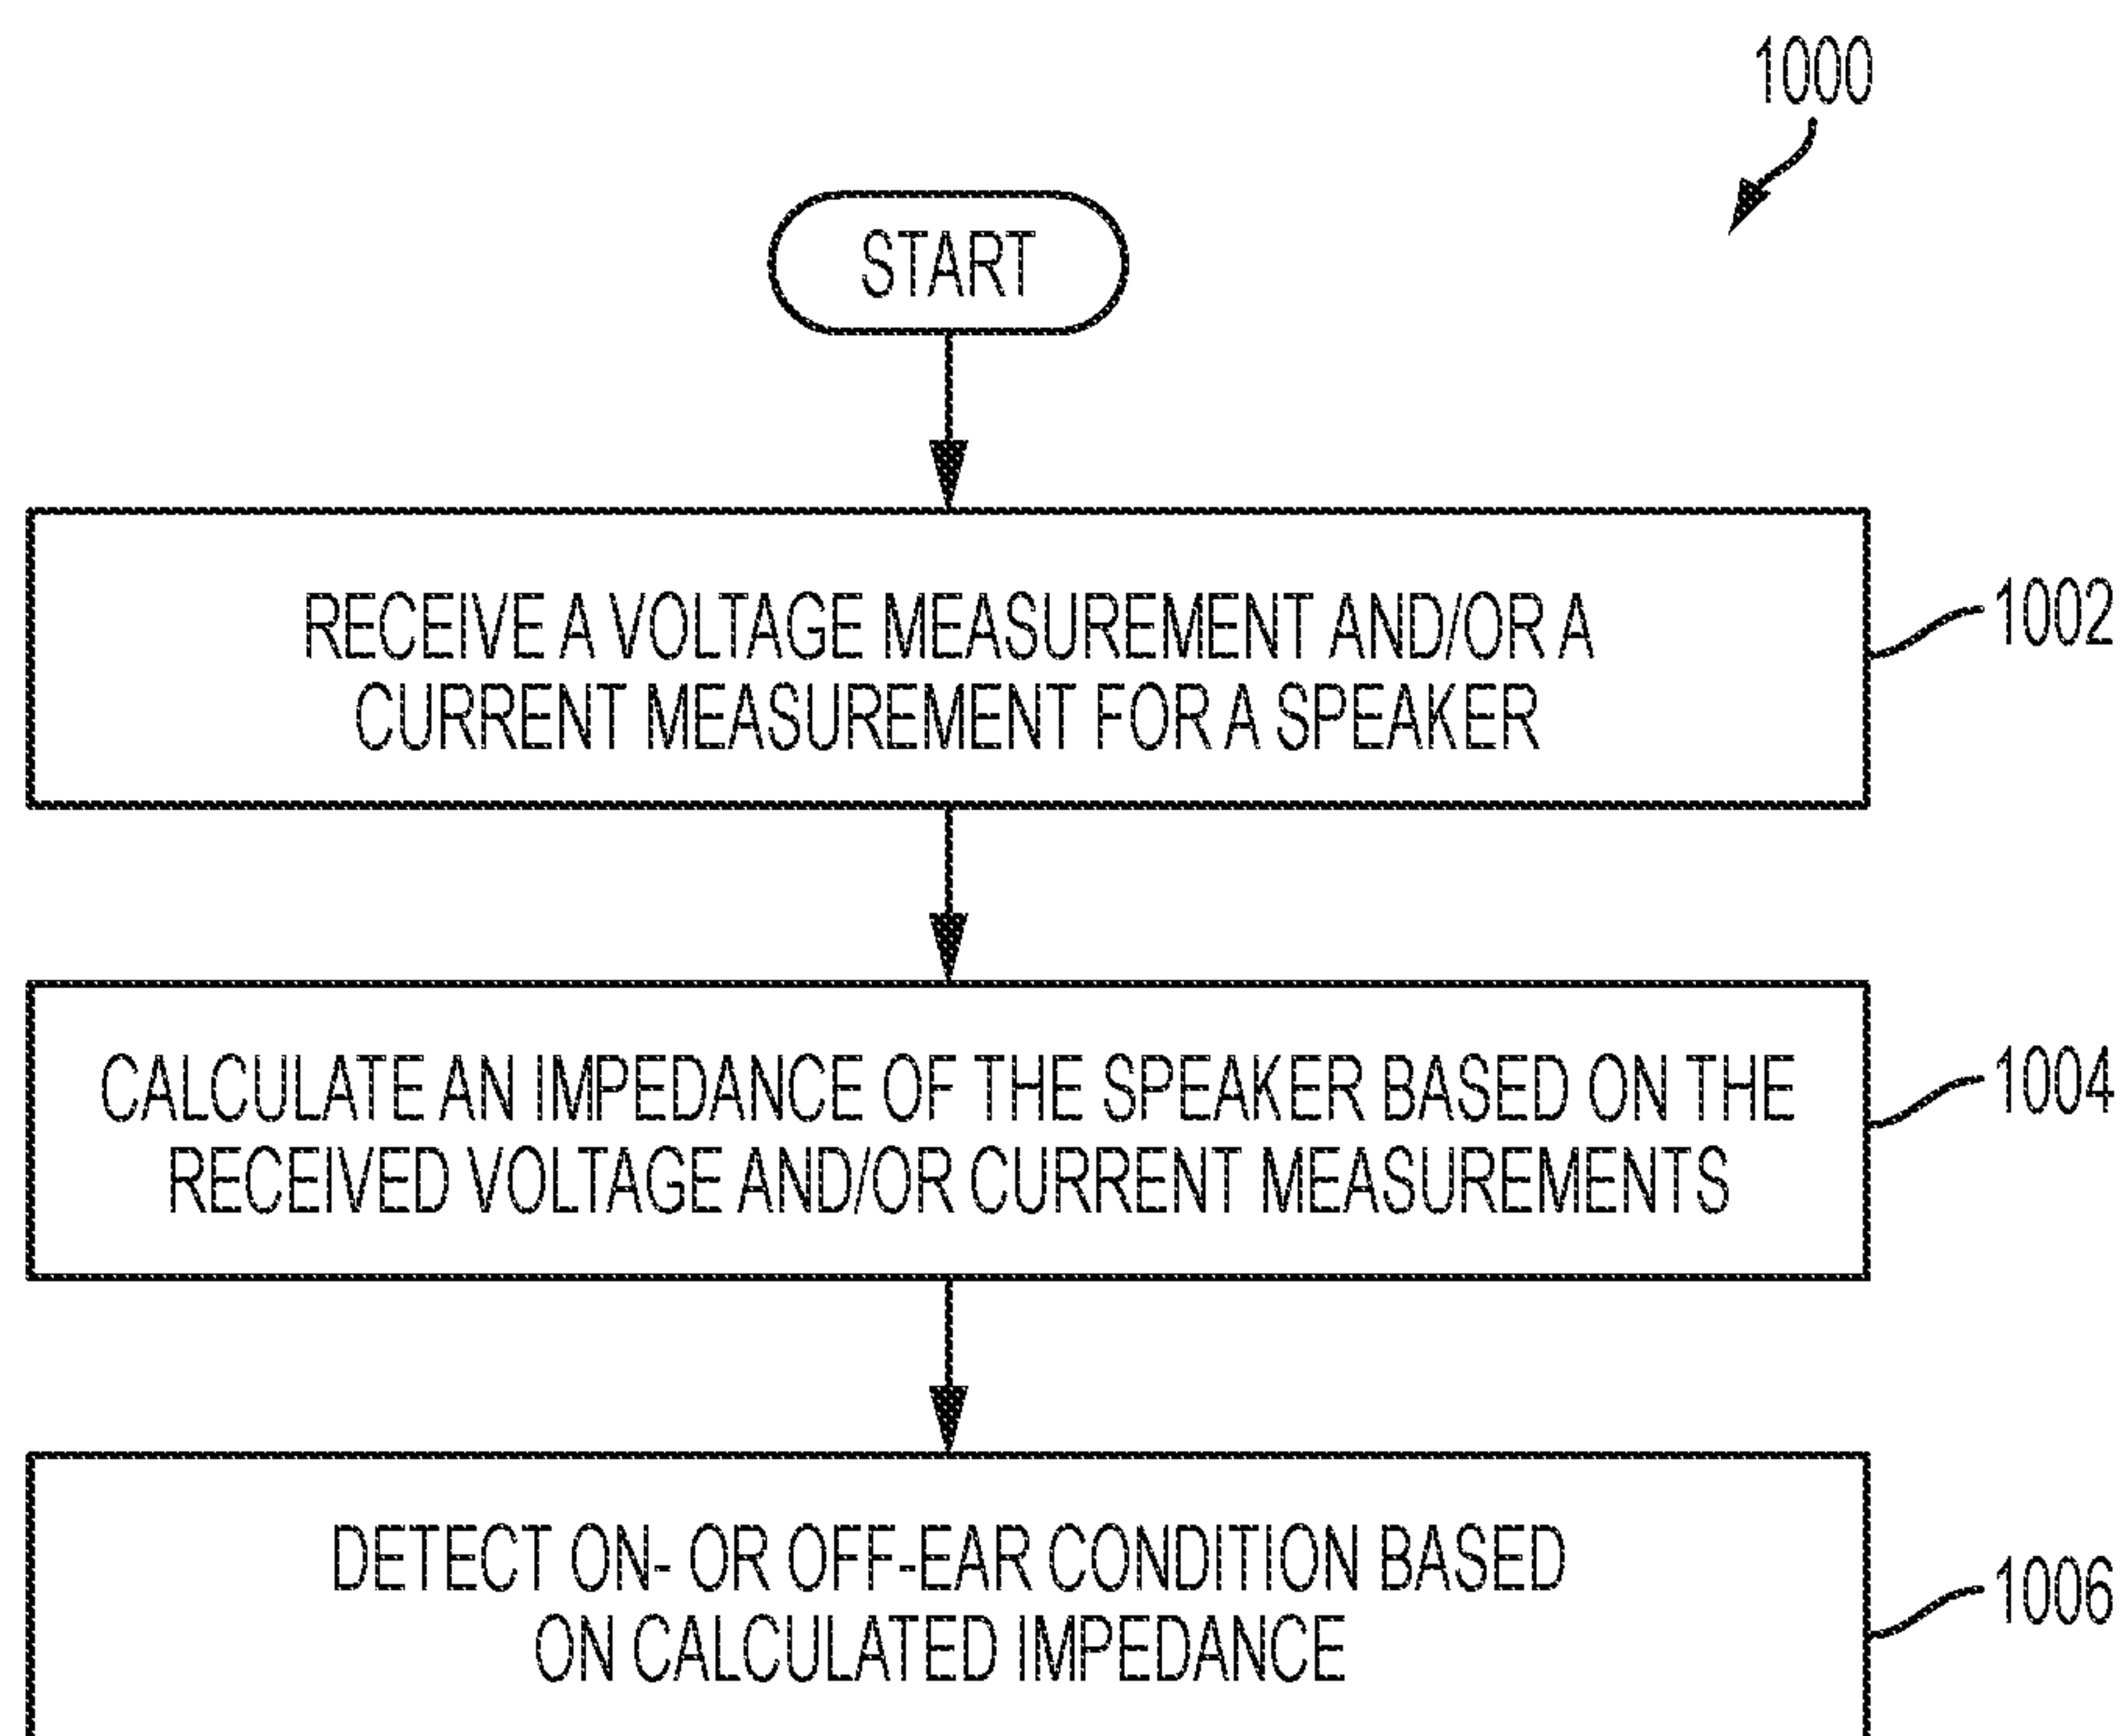 1000
START
RECEIVE A VOLTAGE MEASUREMENT AND/OR A
CURRENT MEASUREMENT FOR A SPEAKER
1002
CALCULATE AN IMPEDANCE OF THE SPEAKER BASED ON THE
RECEIVED VOLTAGE AND/OR CURRENT MEASUREMENTS
1004
DETECT ON- OR OFF-EAR CONDITION BASED
ON CALCULATED IMPEDANCE
1006